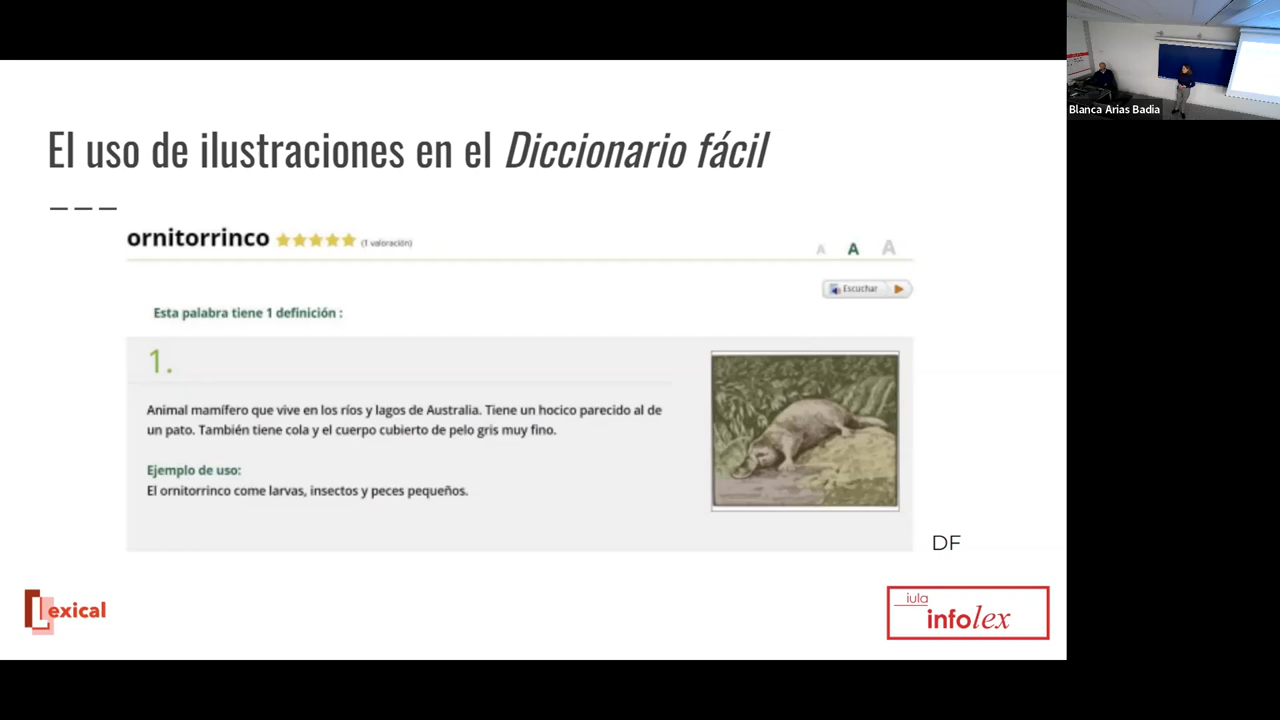 Blanca Arias Badia
El uso de ilustraciones en el Diccionario fácil
ornitorrinco (1 valoración)
A A A
Escuchar
Esta palabra tiene 1 definición :
1.
Animal mamífero que vive en los ríos y lagos de Australia. Tiene un hocico parecido al de
un pato. También tiene cola y el cuerpo cubierto de pelo gris muy fino.
Ejemplo de uso:
El ornitorrinco come larvas, insectos y peces pequeños.
DF
Lexical
iula
infolex